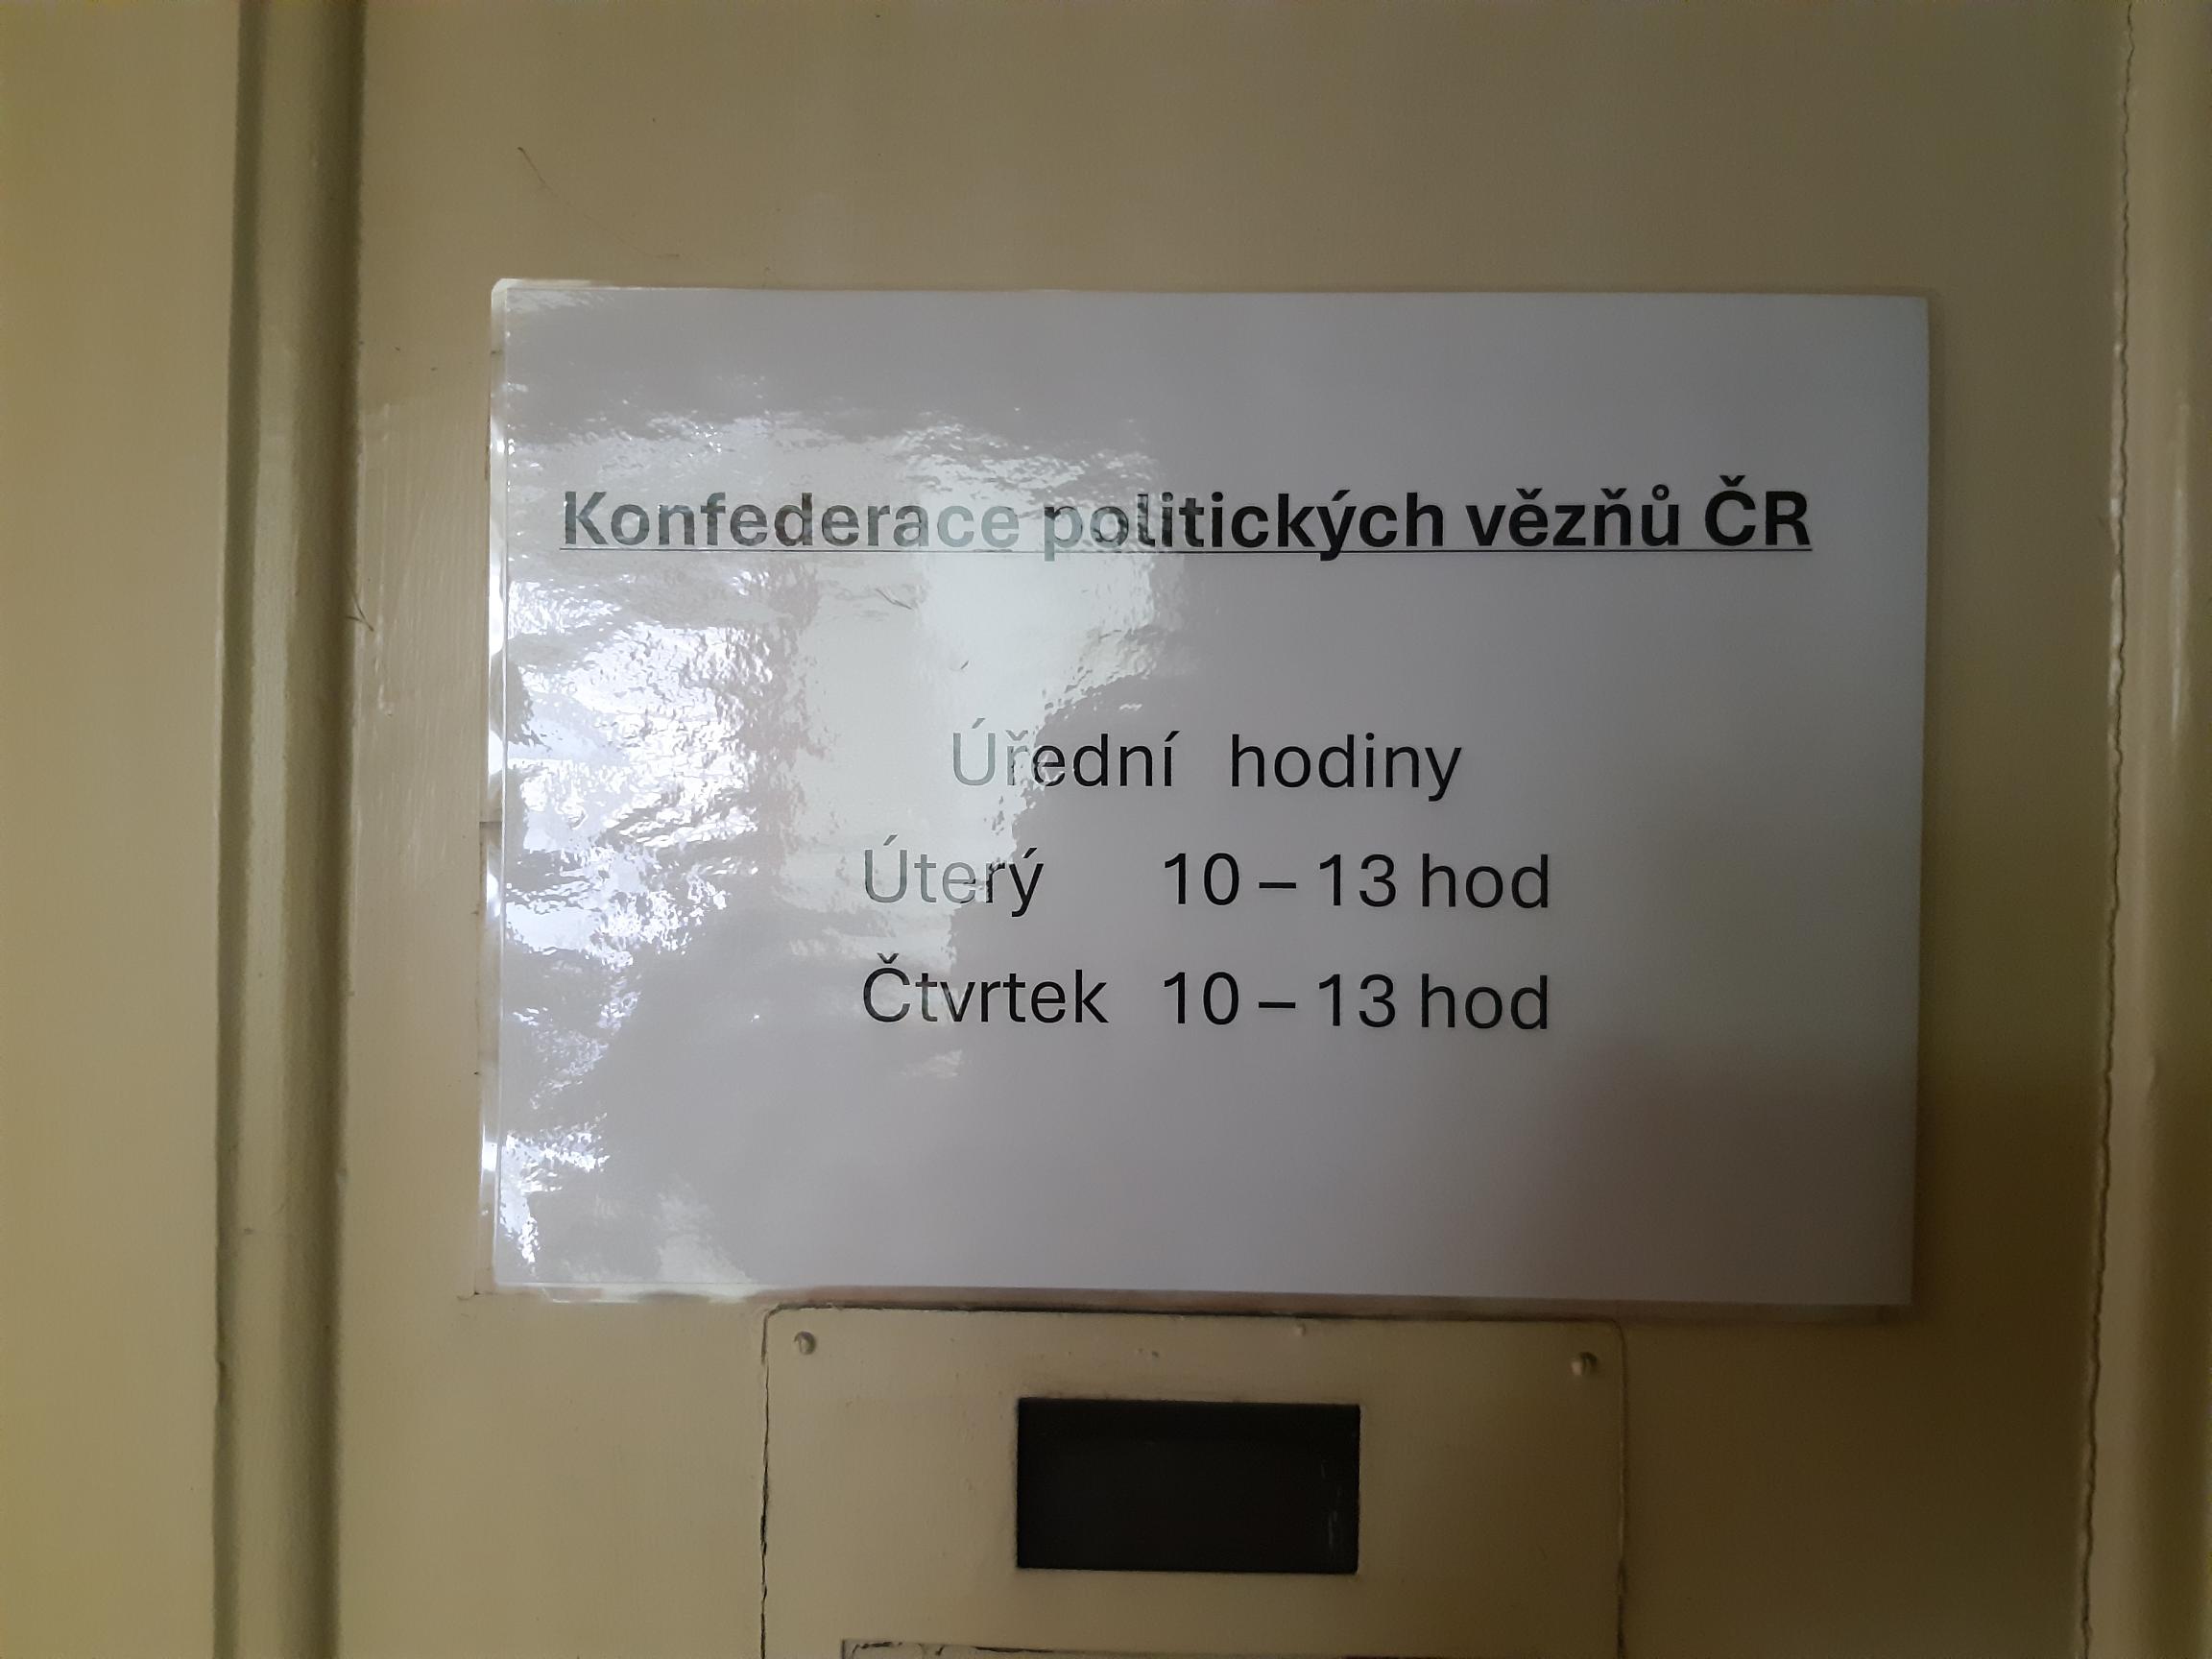 Konfederace politických vězňů ČR
Úřední hodiny
Úterý 10 – 13 hod
Čtvrtek 10 – 13 hod